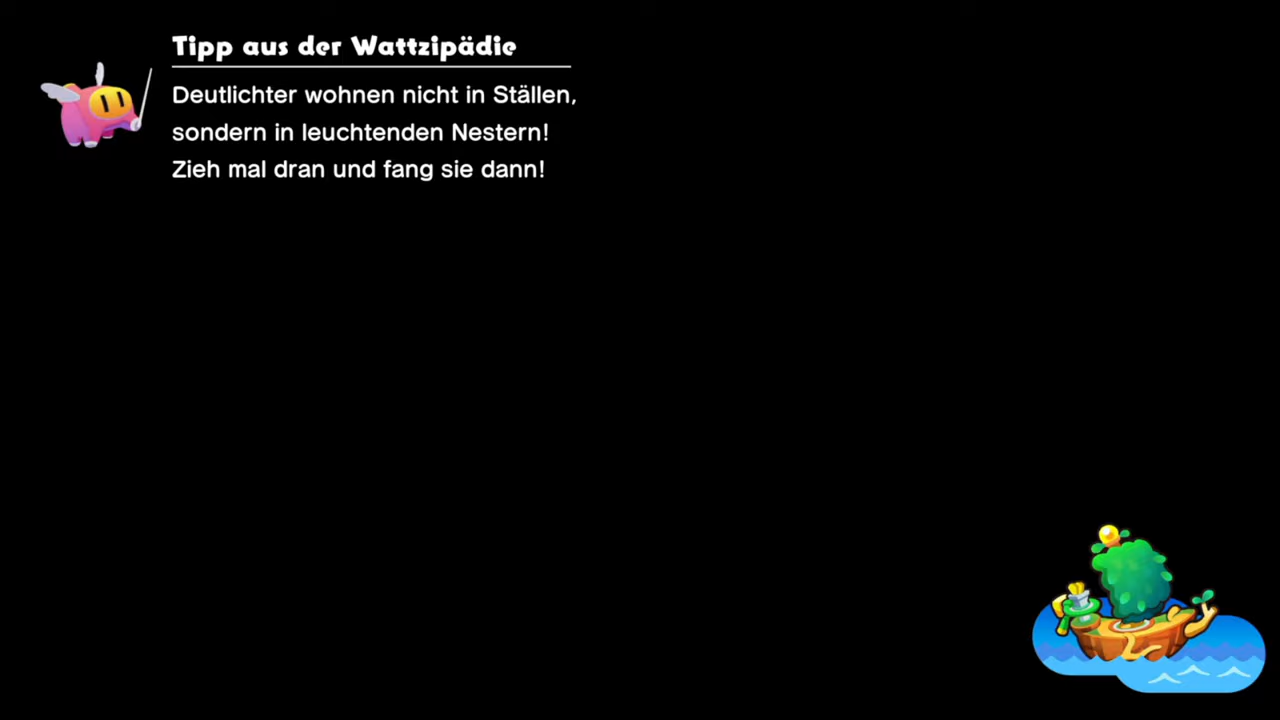 Tipp aus der Wattzipädie
Deutlichter wohnen nicht in Ställen,
sondern in leuchtenden Nestern!
Zieh mal dran und fang sie dann!